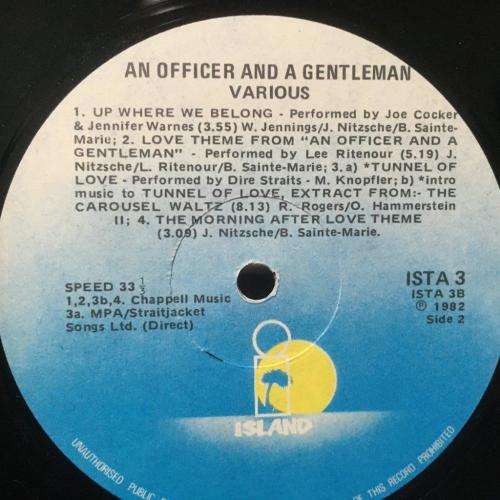 AN OFFICER AND A GENTLEMAN
VARIOUS
1. UP WHERE WE BELONG - Performed by Joe Cocker
& Jennifer Warnes (3.55) W. Jennings/J. Nitzsche/B. Sainte-
Marie; 2. LOVE THEME FROM "AN OFFICER AND A
GENTLEMAN" - Performed by Lee Ritenour (5.19) J.
Nitzsche/L. Ritenour/B. Sainte-Marie; 3. a) *TUNNEL OF
LOVE - Performed by Dire Straits - M. Knopfler; b) *intro
music to TUNNEL OF LOVE, EXTRACT FROM:- THE
CAROUSEL WALTZ (8.13) R. Rogers/O. Hammerstein
II; 4. THE MORNING AFTER LOVE THEME
(3.09) J. Nitzsche/B. Sainte-Marie.
SPEED 33 1/3
1,2,3b,4. Chappell Music
3a. MPA/Straitjacket
Songs Ltd. (Direct)
ISTA 3
ISTA 3B
℗ 1982
Side 2
ISLAND
UNAUTHORISED PUBLIC
OF THIS RECORD PROHIBITED